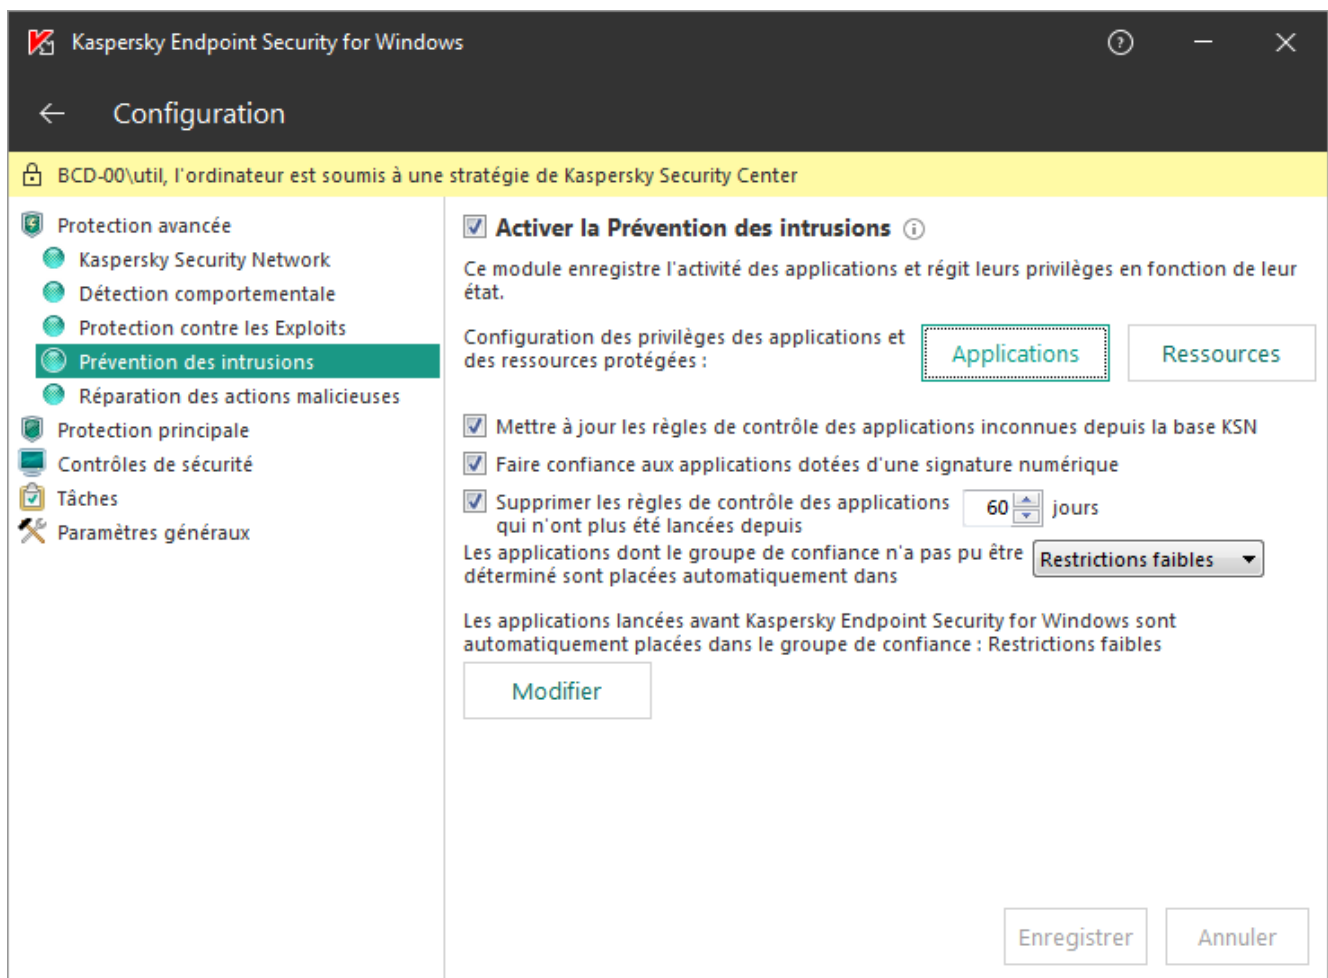 Kaspersky Endpoint Security for Windows
Configuration
BCD-00\util, l'ordinateur est soumis à une stratégie de Kaspersky Security Center
Protection avancée
Kaspersky Security Network
Détection comportementale
Protection contre les Exploits
Prévention des intrusions
Réparation des actions malicieuses
Protection principale
Contrôles de sécurité
Tâches
Paramètres généraux
Activer la Prévention des intrusions
Ce module enregistre l'activité des applications et régit leurs privilèges en fonction de leur
état.
Configuration des privilèges des applications et
des ressources protégées :
Applications
Ressources
Mettre à jour les règles de contrôle des applications inconnues depuis la base KSN
Faire confiance aux applications dotées d'une signature numérique
Supprimer les règles de contrôle des applications
qui n'ont plus été lancées depuis
60
jours
Les applications dont le groupe de confiance n'a pas pu être
déterminé sont placées automatiquement dans
Restrictions faibles
Les applications lancées avant Kaspersky Endpoint Security for Windows sont
automatiquement placées dans le groupe de confiance : Restrictions faibles
Modifier
Enregistrer
Annuler